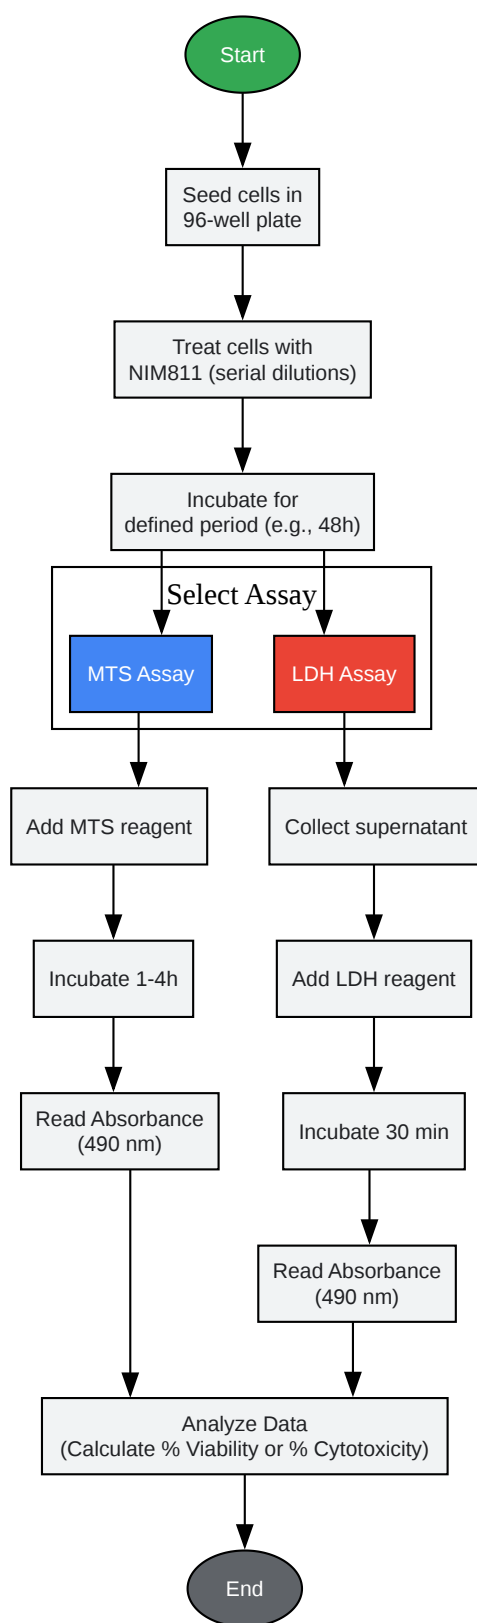 Start
Seed cells in
96-well plate
Treat cells with
NIM811 (serial dilutions)
Incubate for
defined period (e.g., 48h)
Select Assay
MTS Assay
LDH Assay
Add MTS reagent
Collect supernatant
Incubate 1-4h
Add LDH reagent
Read Absorbance
(490 nm)
Incubate 30 min
Read Absorbance
(490 nm)
Analyze Data
(Calculate % Viability or % Cytotoxicity)
End